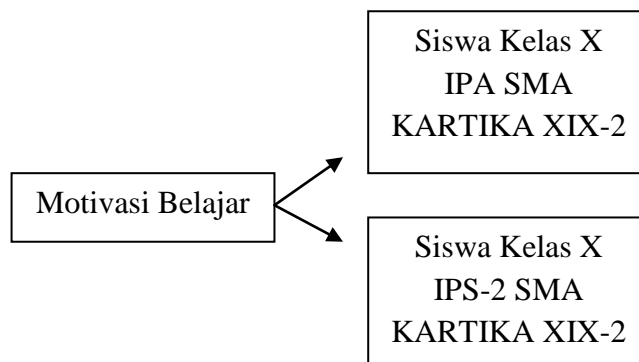 Siswa Kelas X
IPA SMA
KARTIKA XIX-2
Motivasi Belajar
Siswa Kelas X
IPS-2 SMA
KARTIKA XIX-2